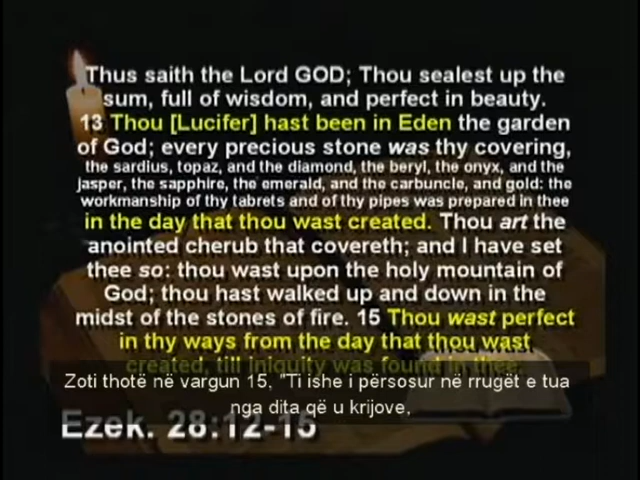 Thus saith the Lord GOD; Thou sealest up the
sum, full of wisdom, and perfect in beauty.
13 Thou [Lucifer] hast been in Eden the garden
of God; every precious stone was thy covering,
the sardius, topaz, and the diamond, the beryl, the onyx, and the
jasper, the sapphire, the emerald, and the carbuncle, and gold: the
workmanship of thy tabrets and of thy pipes was prepared in thee
in the day that thou wast created. Thou art the
anointed cherub that covereth; and I have set
thee so: thou wast upon the holy mountain of
God; thou hast walked up and down in the
midst of the stones of fire. 15 Thou wast perfect
in thy ways from the day that thou wast
created, till iniquity was found in thee.
Zoti thotë në vargun 15, "Ti ishe i përsosur në rrugët e tua
nga dita që u krijove,
Ezek. 28:12-15